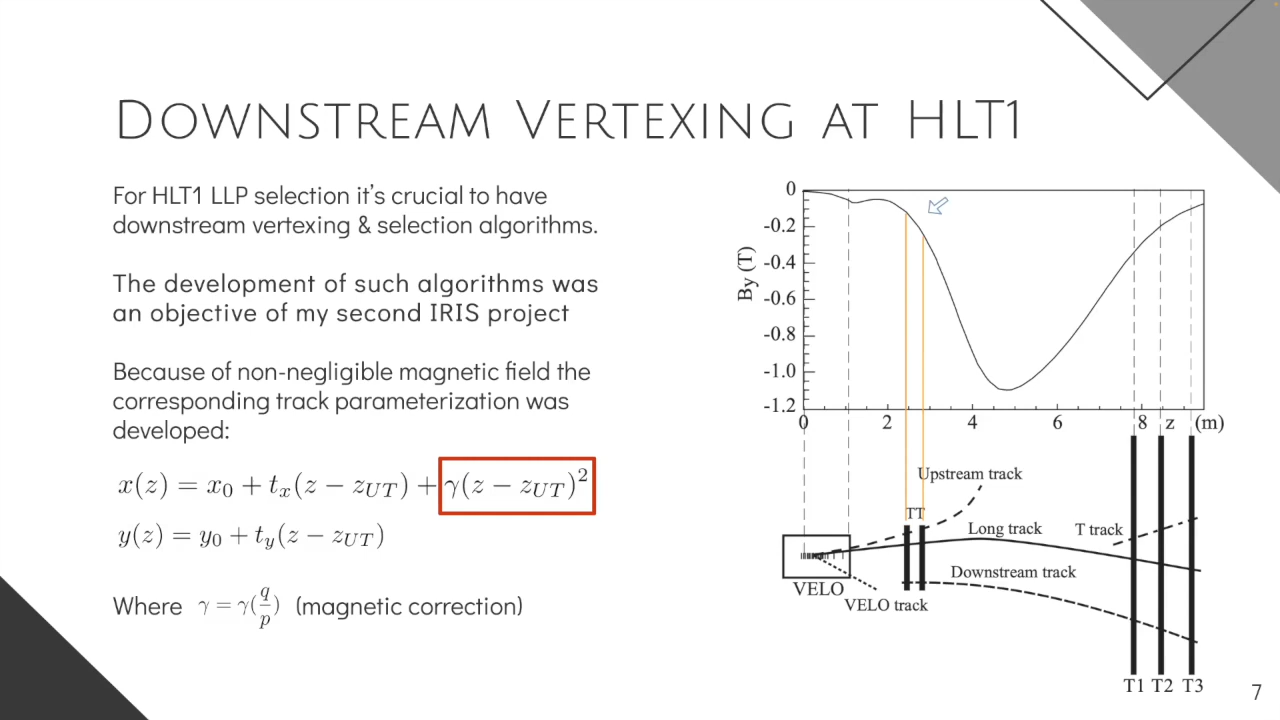 DOWNSTREAM VERTEXING AT HLT1
For HLT1 LLP selection it's crucial to have
downstream vertexing & selection algorithms.
The development of such algorithms was
an objective of my second IRIS project
Because of non-negligible magnetic field the
corresponding track parameterization was
developed:
x(z) = x₀ + tₓ(z − z_UT) + γ(z − z_UT)²
y(z) = y₀ + t_y(z − z_UT)
Where γ = γ(q/p) (magnetic correction)
By (T)
0
-0.2
-0.4
-0.6
-0.8
-1.0
-1.2
0 2 4 6 8 z (m)
Upstream track
TT
Long track
T track
Downstream track
VELO
VELO track
T1 T2 T3
7